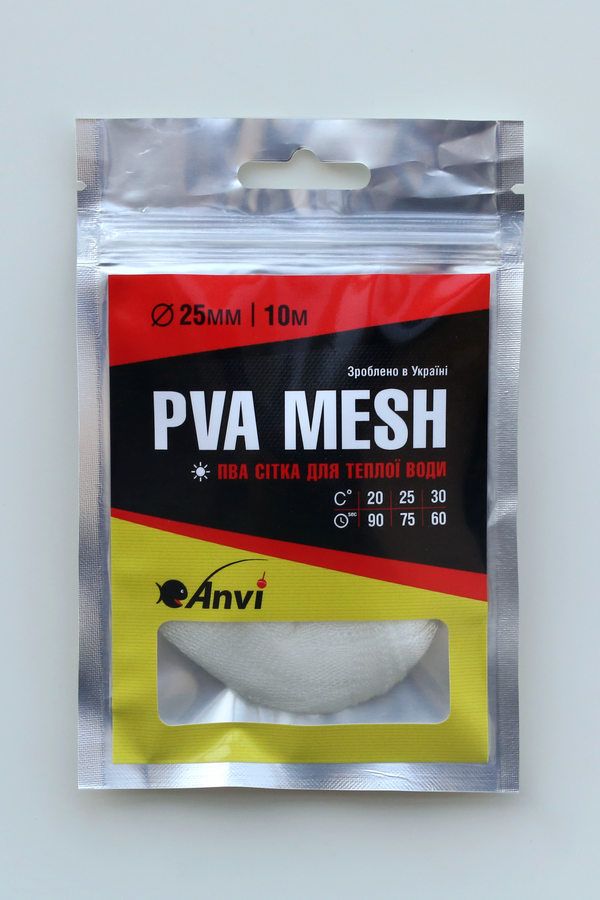 Ø 25мм | 10м
Зроблено в Україні
PVA MESH
ПВА СІТКА ДЛЯ ТЕПЛОЇ ВОДИ
C° 20 25 30
sec 90 75 60
Anvi